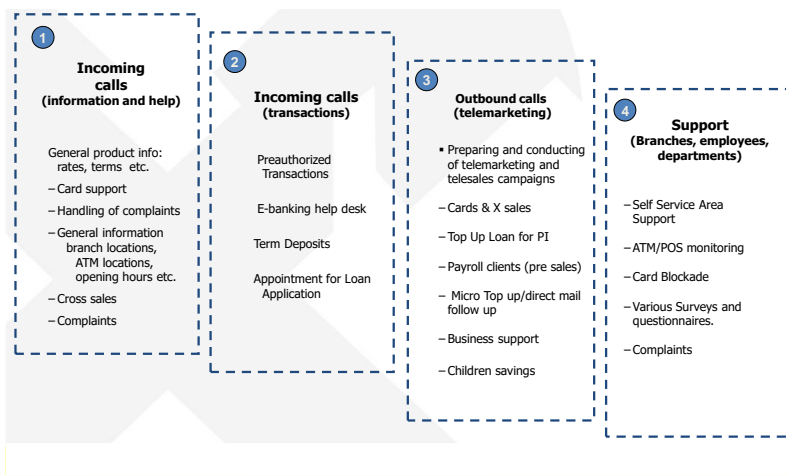 1
Incoming
calls
(information and help)
General product info:
rates, terms etc.
– Card support
– Handling of complaints
– General information
branch locations,
ATM locations,
opening hours etc.
– Cross sales
– Complaints
2
Incoming calls
(transactions)
Preauthorized
Transactions
E-banking help desk
Term Deposits
Appointment for Loan
Application
3
Outbound calls
(telemarketing)
▪ Preparing and conducting
of telemarketing and
telesales campaigns
– Cards & X sales
– Top Up Loan for PI
– Payroll clients (pre sales)
– Micro Top up/direct mail
follow up
– Business support
– Children savings
4
Support
(Branches, employees,
departments)
– Self Service Area
Support
– ATM/POS monitoring
– Card Blockade
– Various Surveys and
questionnaires.
– Complaints